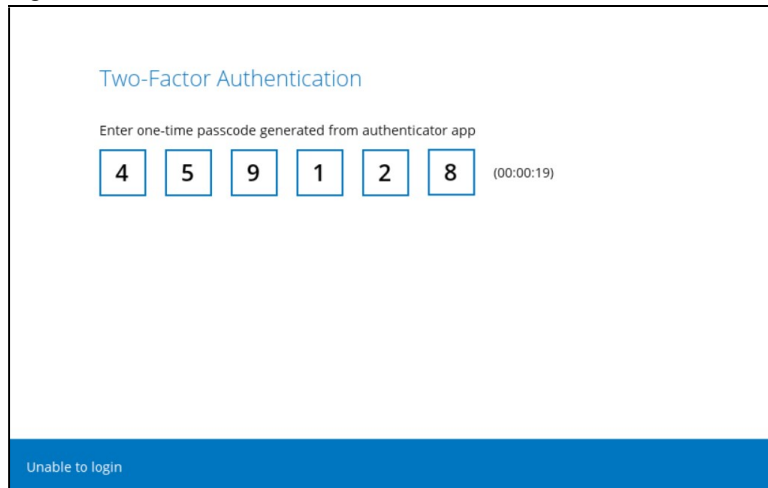 Two-Factor Authentication
Enter one-time passcode generated from authenticator app
4 5 9 1 2 8 (00:00:19)
Unable to login